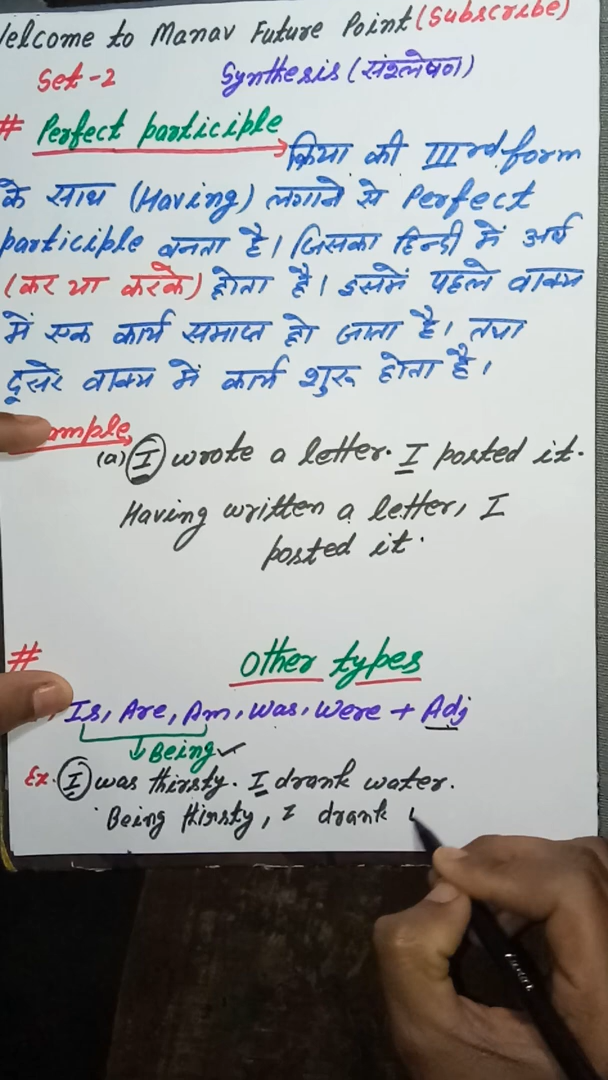 Welcome to Manav Future Point (Subscribe)
Set-2 Synthesis (संश्लेषण)
# Perfect participle क्रिया की IIIrd form
के साथ (Having) लगाने से Perfect
participle बनता है। जिसका हिन्दी में अर्थ
(कर या करके) होता है। इसमें पहले वाक्य
में एक कार्य समाप्त हो जाता है। तथा
दूसरे वाक्य में कार्य शुरू होता है।
ample,
(a) I wrote a letter. I posted it.
Having written a letter, I
posted it.
# Other types
Is, Are, Am, was, were + Adj
Being
Ex. I was thirsty. I drank water.
Being thirsty, I drank